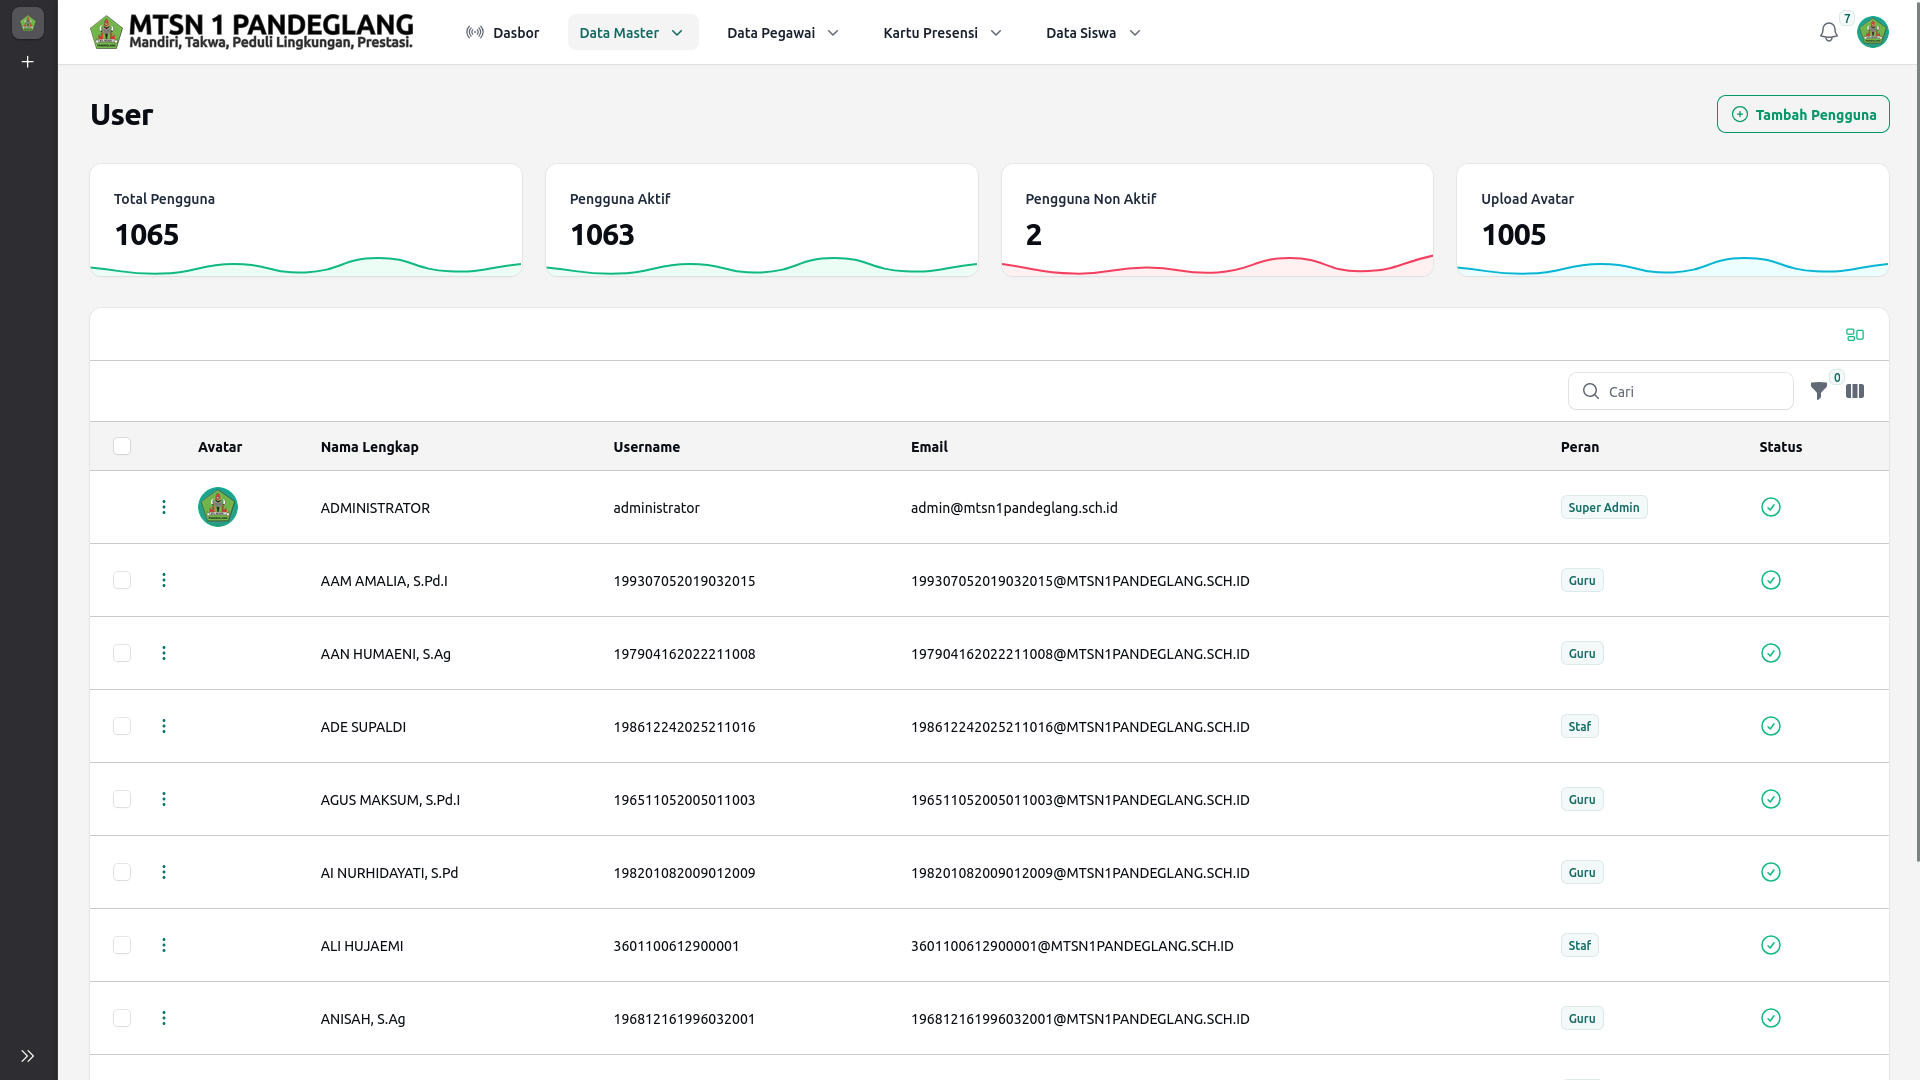 MTSN 1 PANDEGLANG
Mandiri, Takwa, Peduli Lingkungan, Prestasi.
Dasbor
Data Master
Data Pegawai
Kartu Presensi
Data Siswa
7
User
Tambah Pengguna
Total Pengguna
1065
Pengguna Aktif
1063
Pengguna Non Aktif
2
Upload Avatar
1005
Cari
0
Avatar Nama Lengkap Username Email Peran Status
ADMINISTRATOR administrator admin@mtsn1pandeglang.sch.id Super Admin
AAM AMALIA, S.Pd.I 199307052019032015 199307052019032015@MTSN1PANDEGLANG.SCH.ID Guru
AAN HUMAENI, S.Ag 197904162022211008 197904162022211008@MTSN1PANDEGLANG.SCH.ID Guru
ADE SUPALDI 198612242025211016 198612242025211016@MTSN1PANDEGLANG.SCH.ID Staf
AGUS MAKSUM, S.Pd.I 196511052005011003 196511052005011003@MTSN1PANDEGLANG.SCH.ID Guru
AI NURHIDAYATI, S.Pd 198201082009012009 198201082009012009@MTSN1PANDEGLANG.SCH.ID Guru
ALI HUJAEMI 3601100612900001 3601100612900001@MTSN1PANDEGLANG.SCH.ID Staf
ANISAH, S.Ag 196812161996032001 196812161996032001@MTSN1PANDEGLANG.SCH.ID Guru